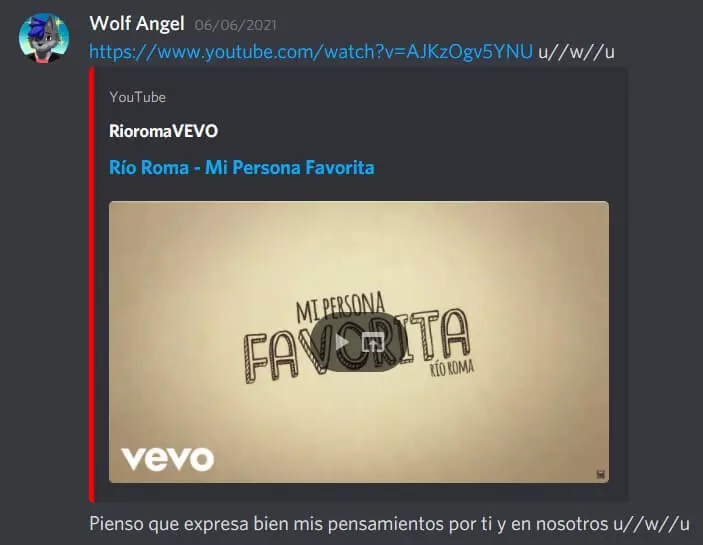 Wolf Angel 06/06/2021
https://www.youtube.com/watch?v=AJKzOgv5YNU u//w//u
YouTube
RioromaVEVO
Río Roma - Mi Persona Favorita
MI PERSONA
FAVORITA
RÍO ROMA
vevo
Pienso que expresa bien mis pensamientos por ti y en nosotros u//w//u